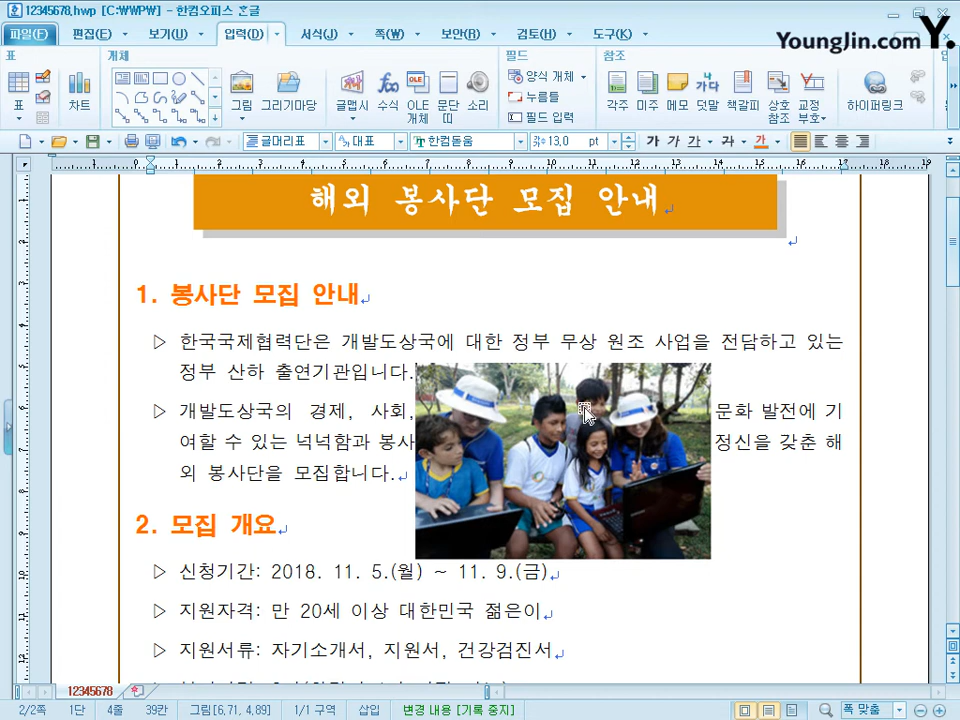 12345678.hwp [C:₩WP₩] - 한컴오피스 한글
YoungJin.com Y.
파일(F) 편집(E) 보기(U) 입력(D) 서식(J) 쪽(W) 보안(R) 검토(H) 도구(K)
표 개체 필드 참조
표 차트 그림 그리기마당 글맵시 수식 OLE 개체 문단 띠 소리
양식 개체
누름틀
필드 입력
각주 미주 메모 덧말 책갈피 상호 참조 교정 부호 하이퍼링크
글머리표 대표 한컴돋움 13,0 pt 가 가 가 가 가
해외 봉사단 모집 안내
1. 봉사단 모집 안내
▷ 한국국제협력단은 개발도상국에 대한 정부 무상 원조 사업을 전담하고 있는
정부 산하 출연기관입니다.
▷ 개발도상국의 경제, 사회, 문화 발전에 기
여할 수 있는 넉넉함과 봉사 정신을 갖춘 해
외 봉사단을 모집합니다.
2. 모집 개요
▷ 신청기간: 2018. 11. 5.(월) ~ 11. 9.(금)
▷ 지원자격: 만 20세 이상 대한민국 젊은이
▷ 지원서류: 자기소개서, 지원서, 건강검진서
12345678
2/2쪽 1단 4줄 39칸 그림[6,71, 4,89] 1/1 구역 삽입 변경 내용 [기록 중지] 폭 맞춤